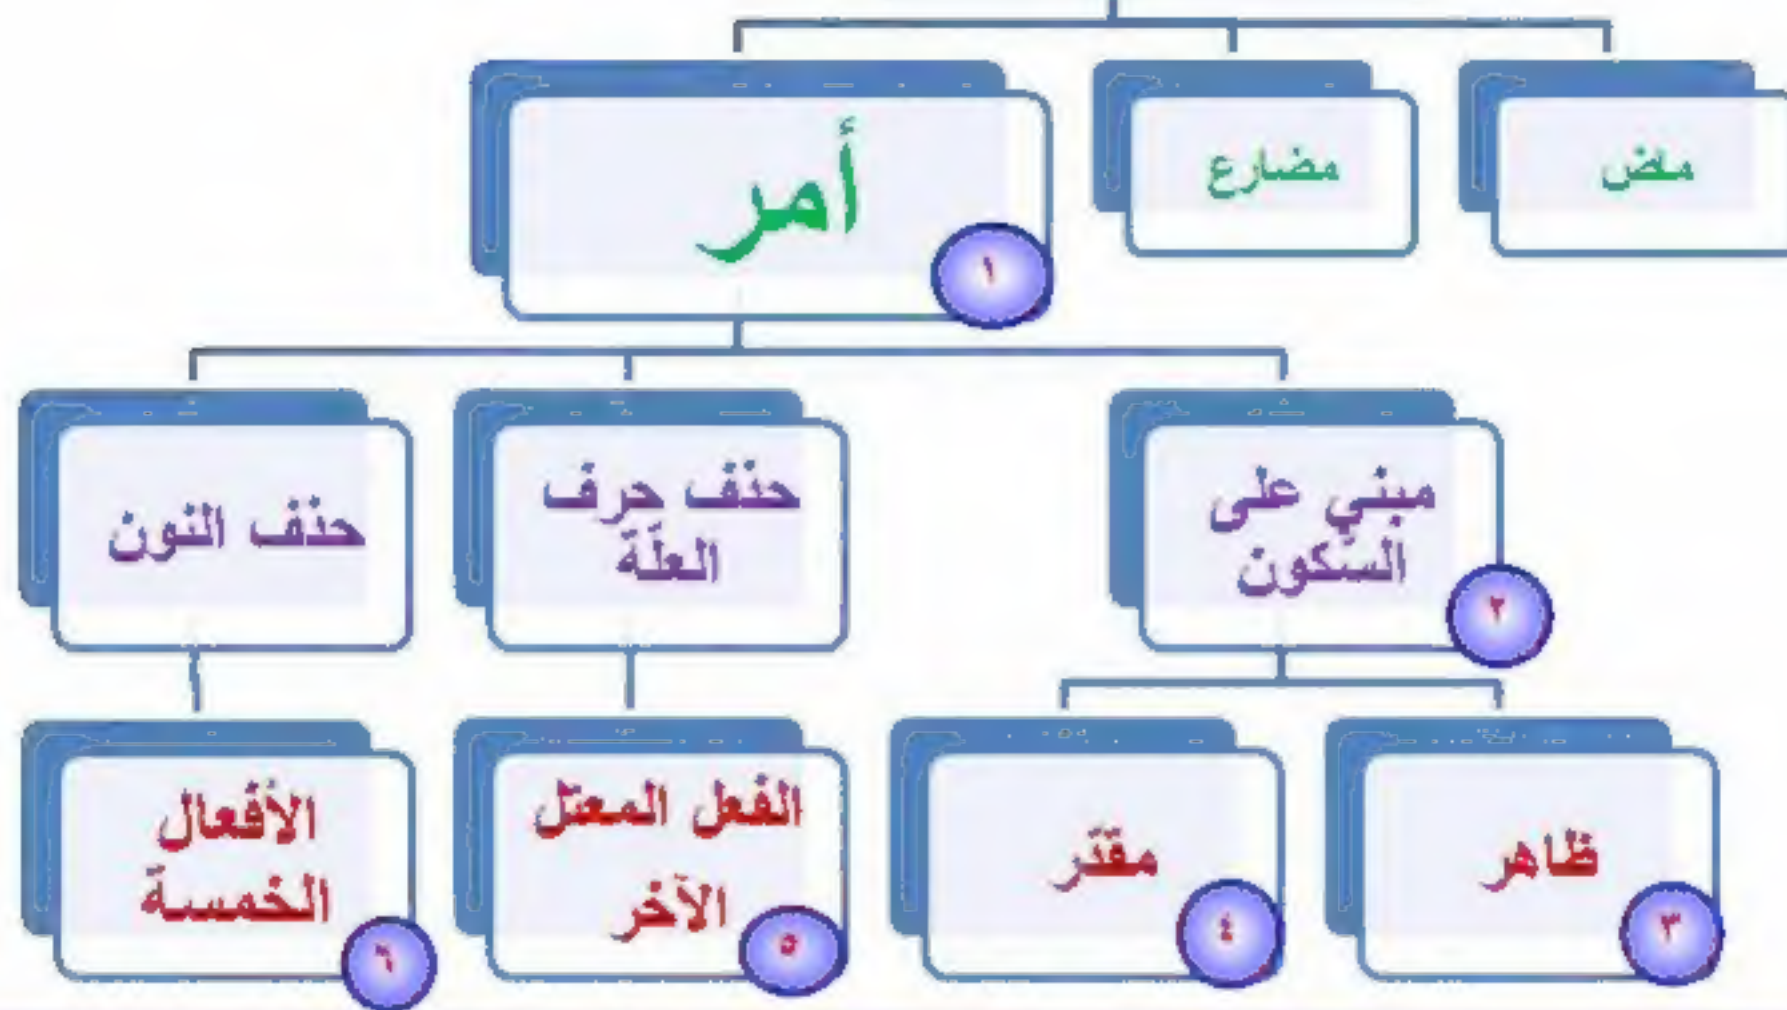 ماض
مضارع
أمر
١
مبني على
السّكون
٢
حذف حرف
العلّة
حذف النون
ظاهر
٣
مقدّر
٤
الفعل المعتل
الآخر
٥
الأفعال
الخمسة
٦